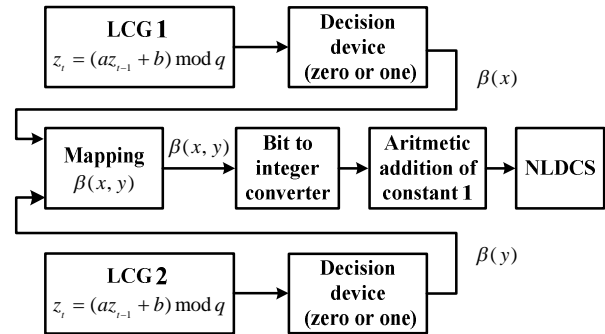 LCG 1
z_t = (az_{t-1} + b) mod q
Decision
device
(zero or one)
β(x)
Mapping
β(x, y)
β(x, y)
Bit to
integer
converter
Aritmetic
addition of
constant 1
NLDCS
β(y)
LCG 2
z_t = (az_{t-1} + b) mod q
Decision
device
(zero or one)